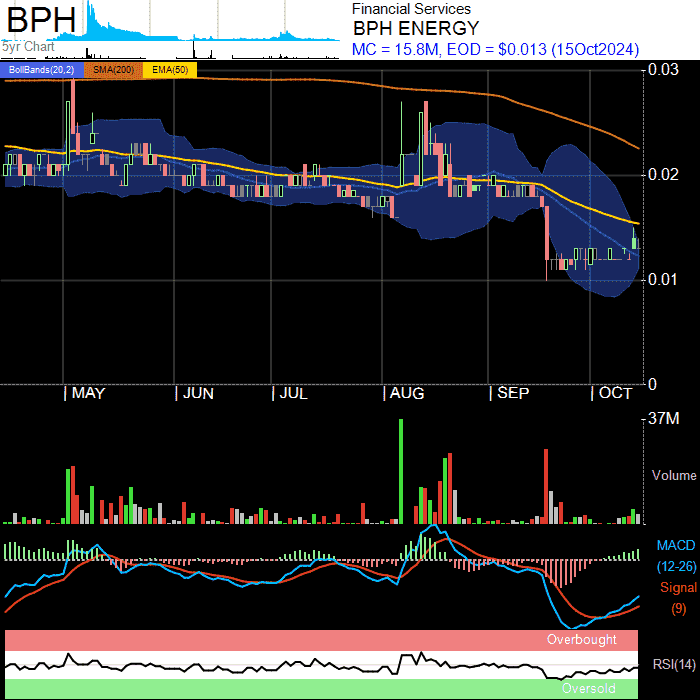 BPH
5yr Chart
Financial Services
BPH ENERGY
MC = 15.8M, EOD = $0.013 (15Oct2024)
BollBands(20,2) SMA(200) EMA(50)
0.03
0.02
0.01
0
| MAY | JUN | JUL | AUG | SEP | OCT
37M
Volume
MACD
(12-26)
Signal
(9)
Overbought
RSI(14)
Oversold